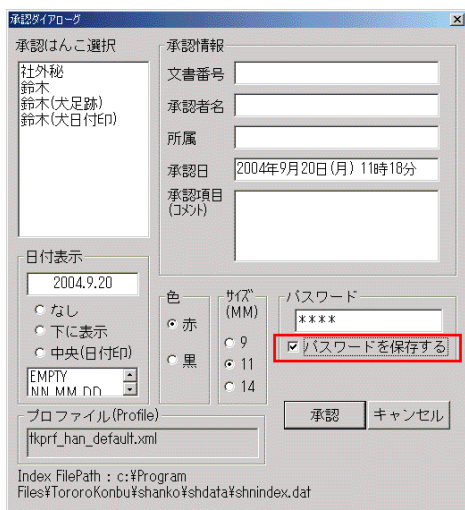 承認ダイアローグ
承認はんこ選択
社外秘
鈴木
鈴木(犬足跡)
鈴木(犬日付印)
承認情報
文書番号
承認者名
所属
承認日 2004年9月20日(月) 11時18分
承認項目
(コメント)
日付表示
2004.9.20
なし
下に表示
中央(日付印)
EMPTY
NN.MM.DD
色
赤
黒
サイズ
(MM)
9
11
14
パスワード
****
パスワードを保存する
承認 キャンセル
プロファイル(Profile)
tkprf_han_default.xml
Index FilePath : c:¥Program
Files¥TororoKonbu¥shanko¥shdata¥shnindex.dat